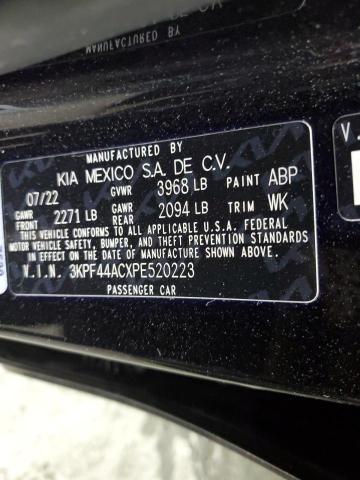 MANUFACTURED BY
MANUFACTURED BY
KIA MEXICO S.A. DE C.V.
07/22 GVWR 3968 LB PAINT ABP
GAWR FRONT 2271 LB GAWR REAR 2094 LB TRIM WK
THIS VEHICLE CONFORMS TO ALL APPLICABLE U.S. FEDERAL
MOTOR VEHICLE SAFETY, BUMPER, AND THEFT PREVENTION STANDARDS
IN EFFECT ON THE DATE OF MANUFACTURE SHOWN ABOVE.
V.I.N. 3KPF44ACXPE520223
PASSENGER CAR
V